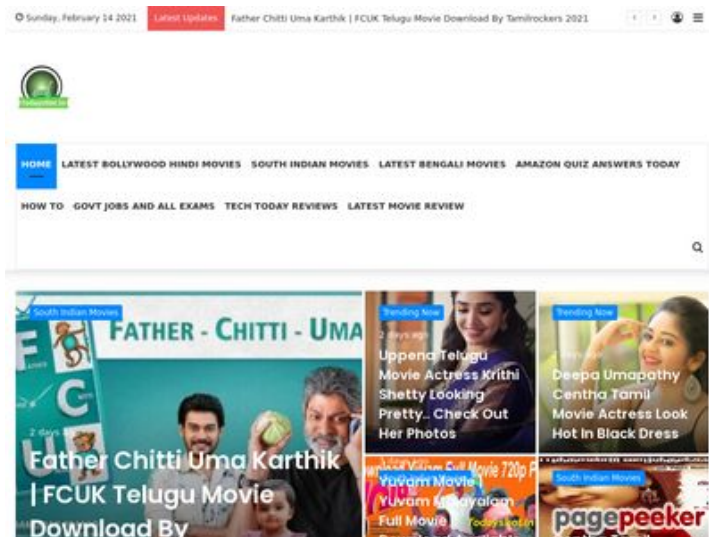 Sunday, February 14 2021
Latest Updates
Father Chitti Uma Karthik | FCUK Telugu Movie Download By Tamilrockers 2021
HOME LATEST BOLLYWOOD HINDI MOVIES SOUTH INDIAN MOVIES LATEST BENGALI MOVIES AMAZON QUIZ ANSWERS TODAY
HOW TO GOVT JOBS AND ALL EXAMS TECH TODAY REVIEWS LATEST MOVIE REVIEW
South Indian Movies
FATHER - CHITTI - UMA
F
C
U
2 days
Father Chitti Uma Karthik
| FCUK Telugu Movie
Download By
Trending Now
2 days ago
Uppena Telugu
Movie Actress Krithi
Shetty Looking
Pretty.. Check Out
Her Photos
Trending Now
Deepa Umapathy
Centha Tamil
Movie Actress Look
Hot In Black Dress
Full Movie 720p
Yuvam Movie |
Yuvam Malayalam
Full Movie
South Indian Movies
pagepeeker